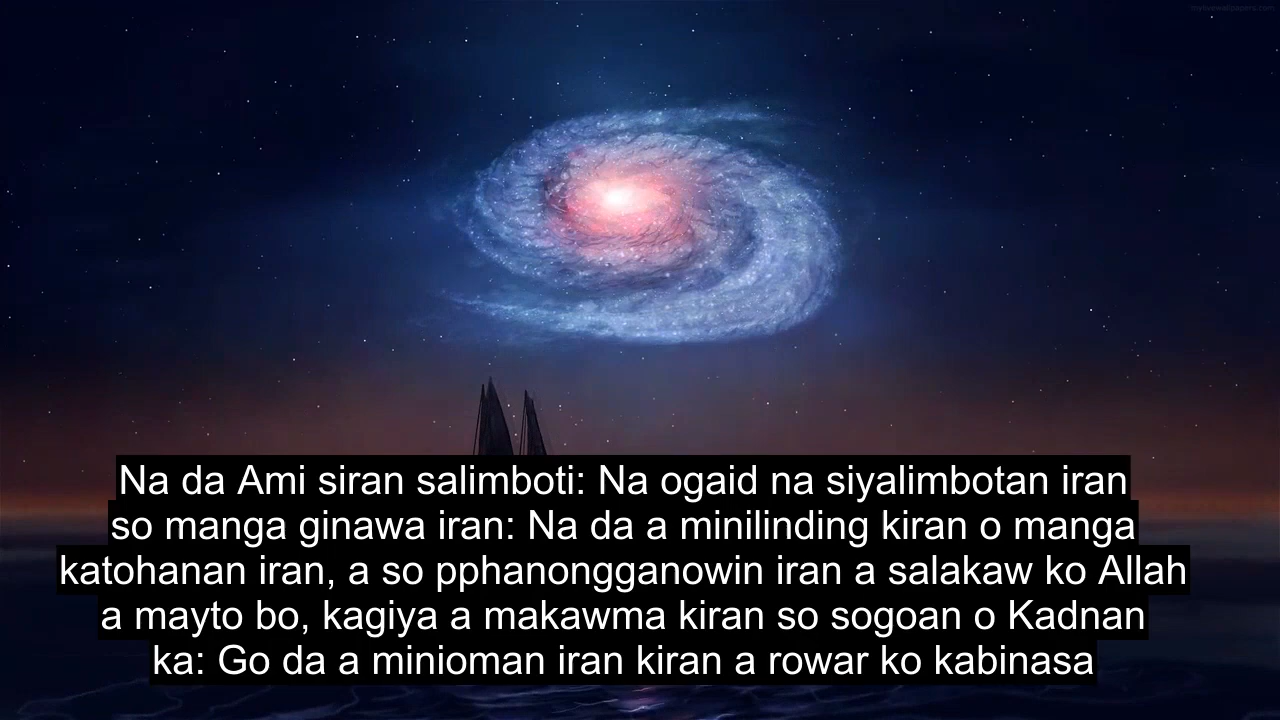 Na da Ami siran salimboti: Na ogaid na siyalimbotan iran
so manga ginawa iran: Na da a minilinding kiran o manga
katohanan iran, a so pphanongganowin iran a salakaw ko Allah
a mayto bo, kagiya a makawma kiran so sogoan o Kadnan
ka: Go da a minioman iran kiran a rowar ko kabinasa